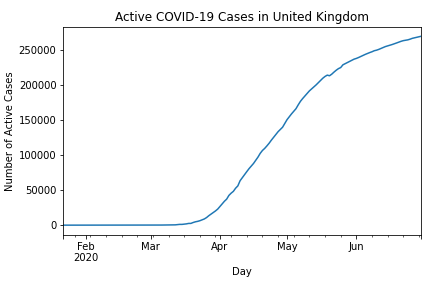 Active COVID-19 Cases in United Kingdom
Number of Active Cases
250000
200000
150000
100000
50000
0
Feb Mar Apr May Jun
2020
Day